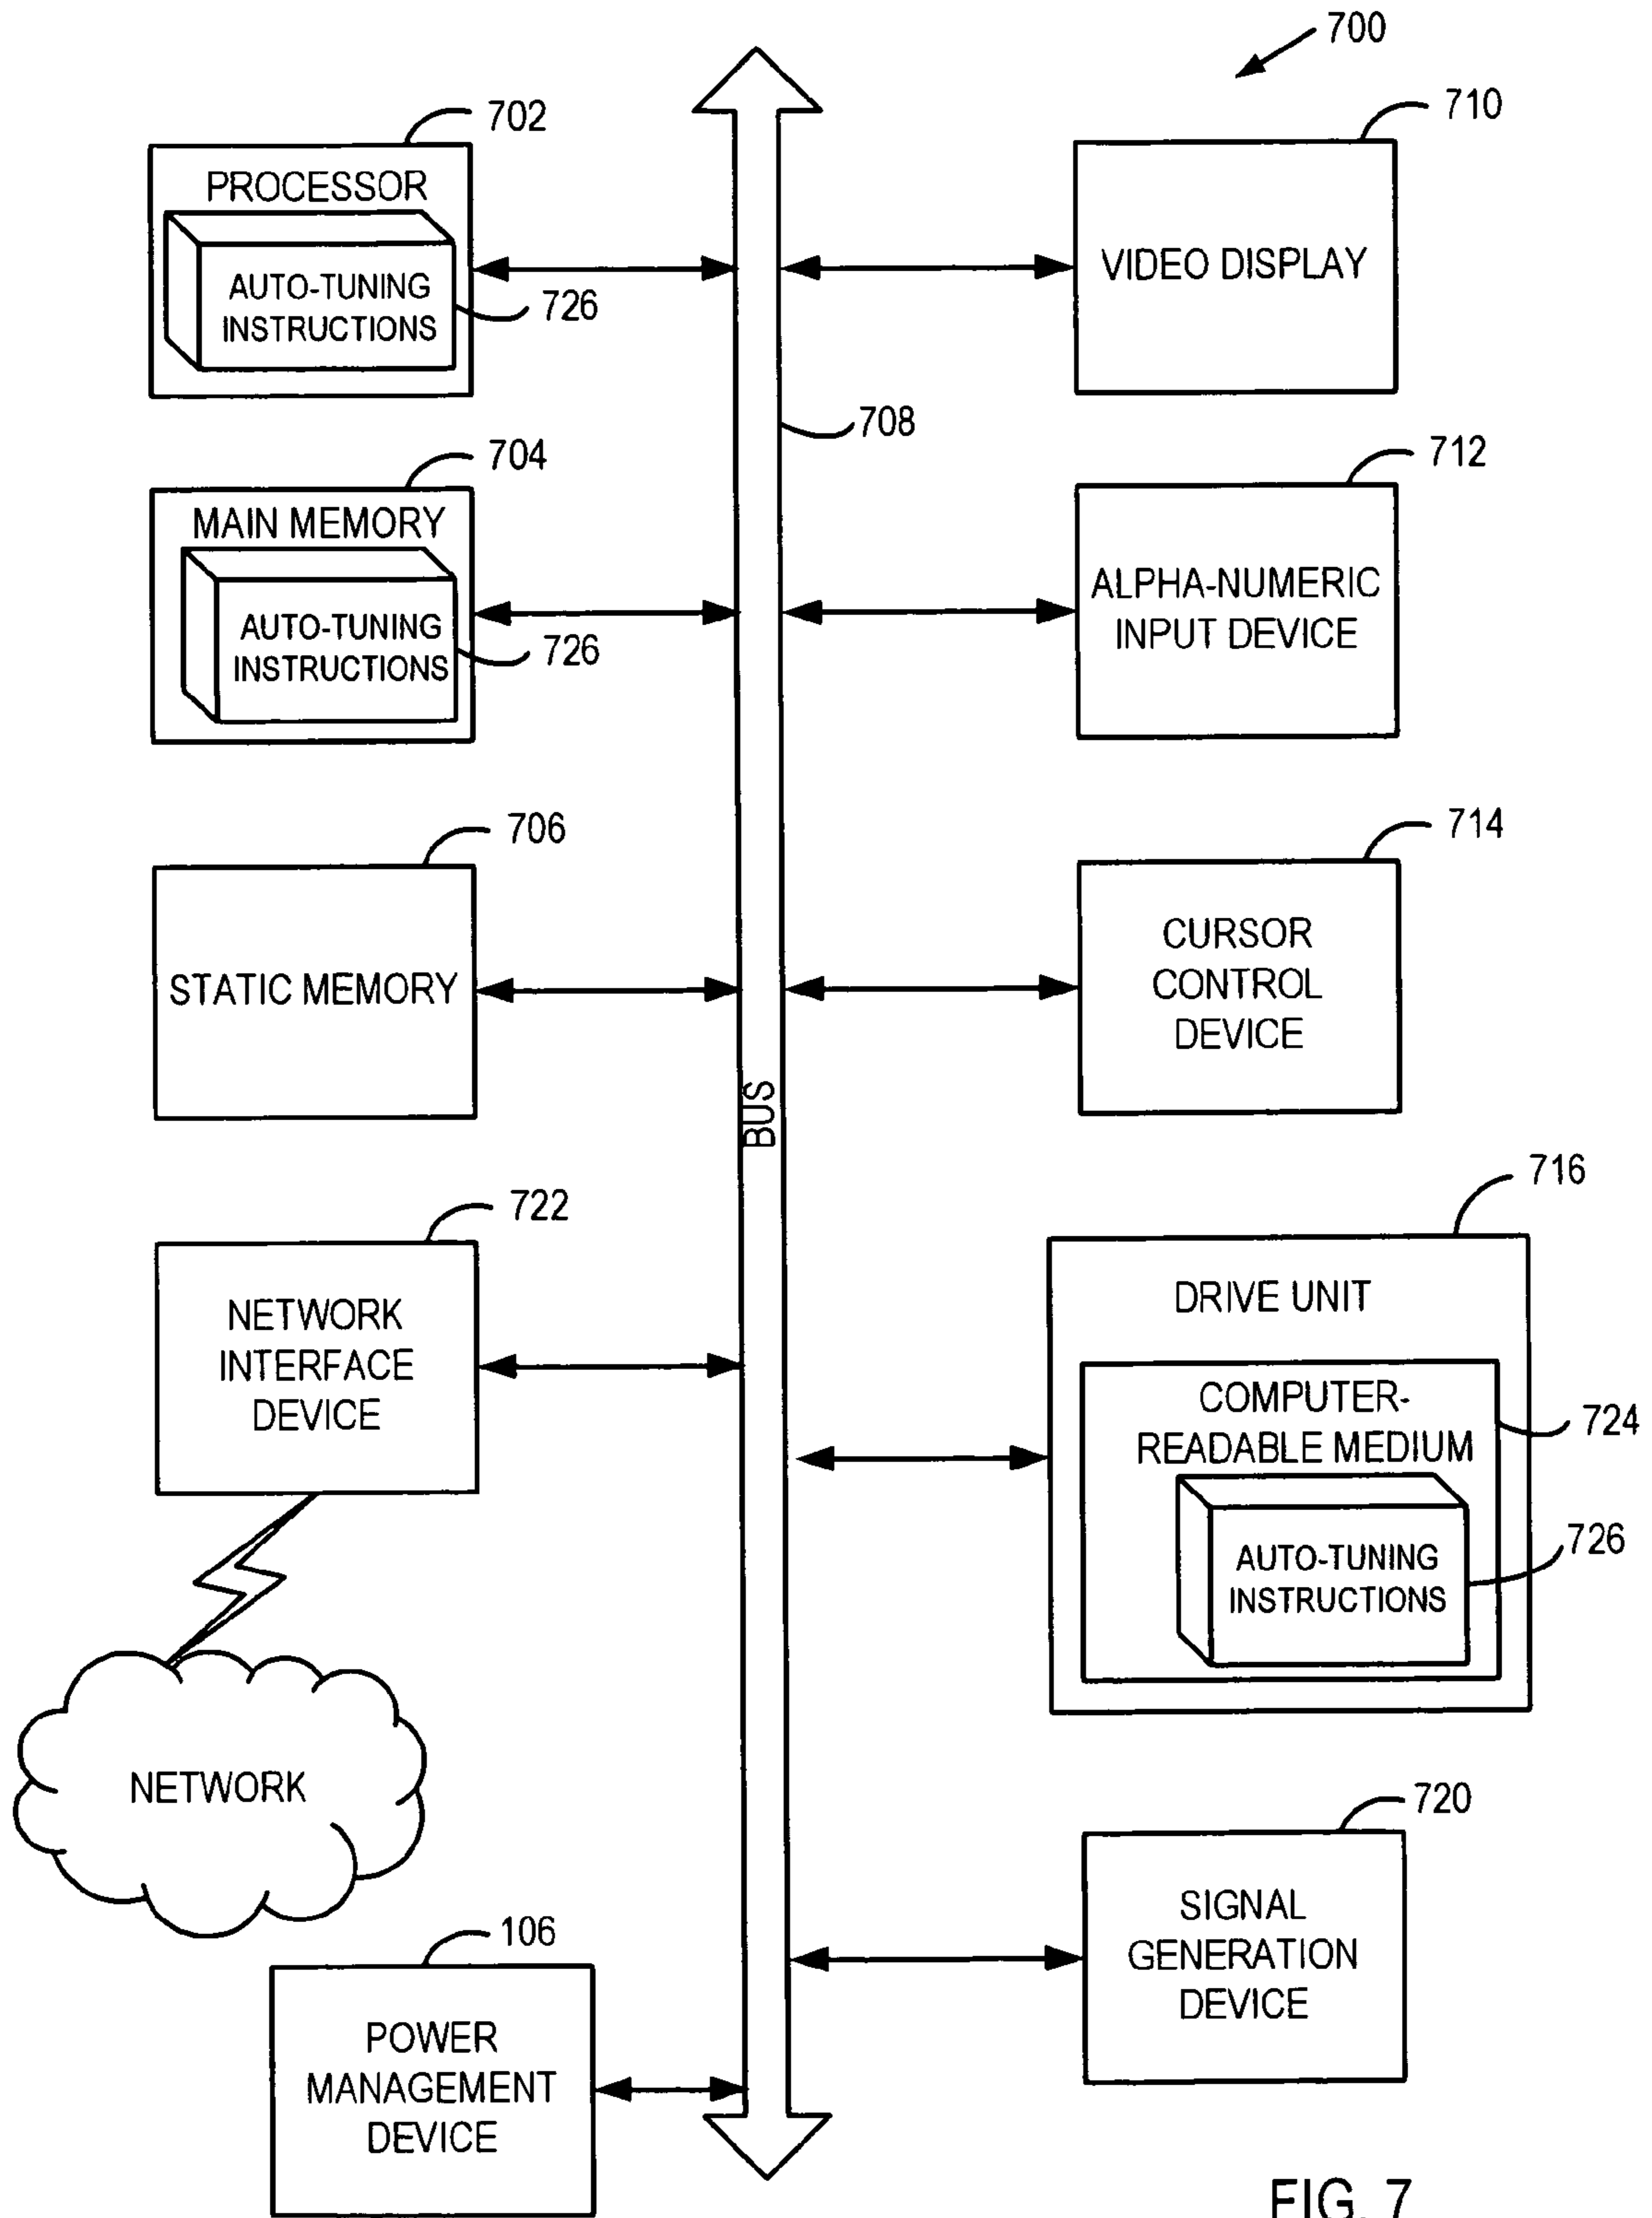 700
702
PROCESSOR
AUTO-TUNING
INSTRUCTIONS
726
710
VIDEO DISPLAY
708
704
MAIN MEMORY
AUTO-TUNING
INSTRUCTIONS
726
712
ALPHA-NUMERIC
INPUT DEVICE
706
STATIC MEMORY
714
CURSOR
CONTROL
DEVICE
BUS
722
NETWORK
INTERFACE
DEVICE
716
DRIVE UNIT
COMPUTER-
READABLE MEDIUM
724
AUTO-TUNING
INSTRUCTIONS
726
NETWORK
720
SIGNAL
GENERATION
DEVICE
106
POWER
MANAGEMENT
DEVICE
FIG. 7